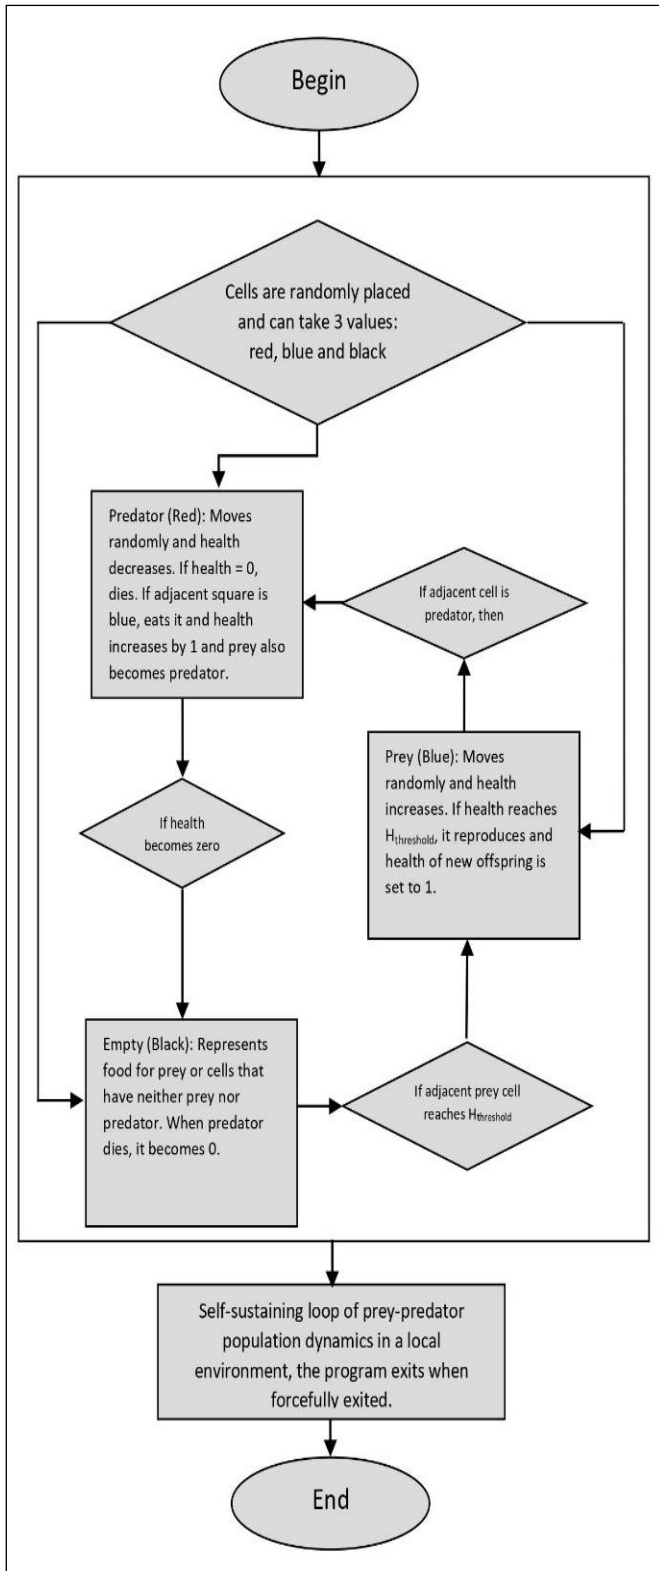 Begin
Cells are randomly placed
and can take 3 values:
red, blue and black
Predator (Red): Moves
randomly and health
decreases. If health = 0,
dies. If adjacent square is
blue, eats it and health
increases by 1 and prey also
becomes predator.
If adjacent cell is
predator, then
Prey (Blue): Moves
randomly and health
increases. If health reaches
Hthreshold, it reproduces and
health of new offspring is
set to 1.
If health
becomes zero
Empty (Black): Represents
food for prey or cells that
have neither prey nor
predator. When predator
dies, it becomes 0.
If adjacent prey cell
reaches Hthreshold
Self-sustaining loop of prey-predator
population dynamics in a local
environment, the program exits when
forcefully exited.
End